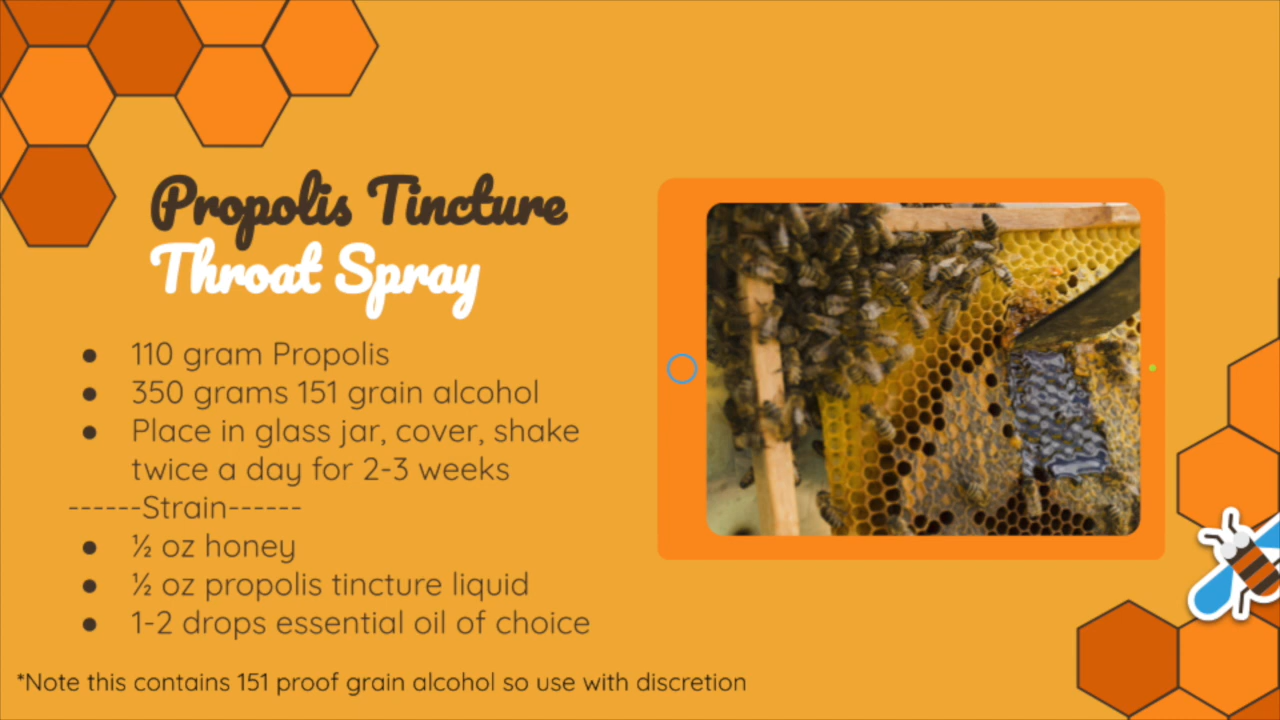 Propolis Tincture
Throat Spray
● 110 gram Propolis
● 350 grams 151 grain alcohol
● Place in glass jar, cover, shake
twice a day for 2-3 weeks
------Strain------
● ½ oz honey
● ½ oz propolis tincture liquid
● 1-2 drops essential oil of choice
*Note this contains 151 proof grain alcohol so use with discretion